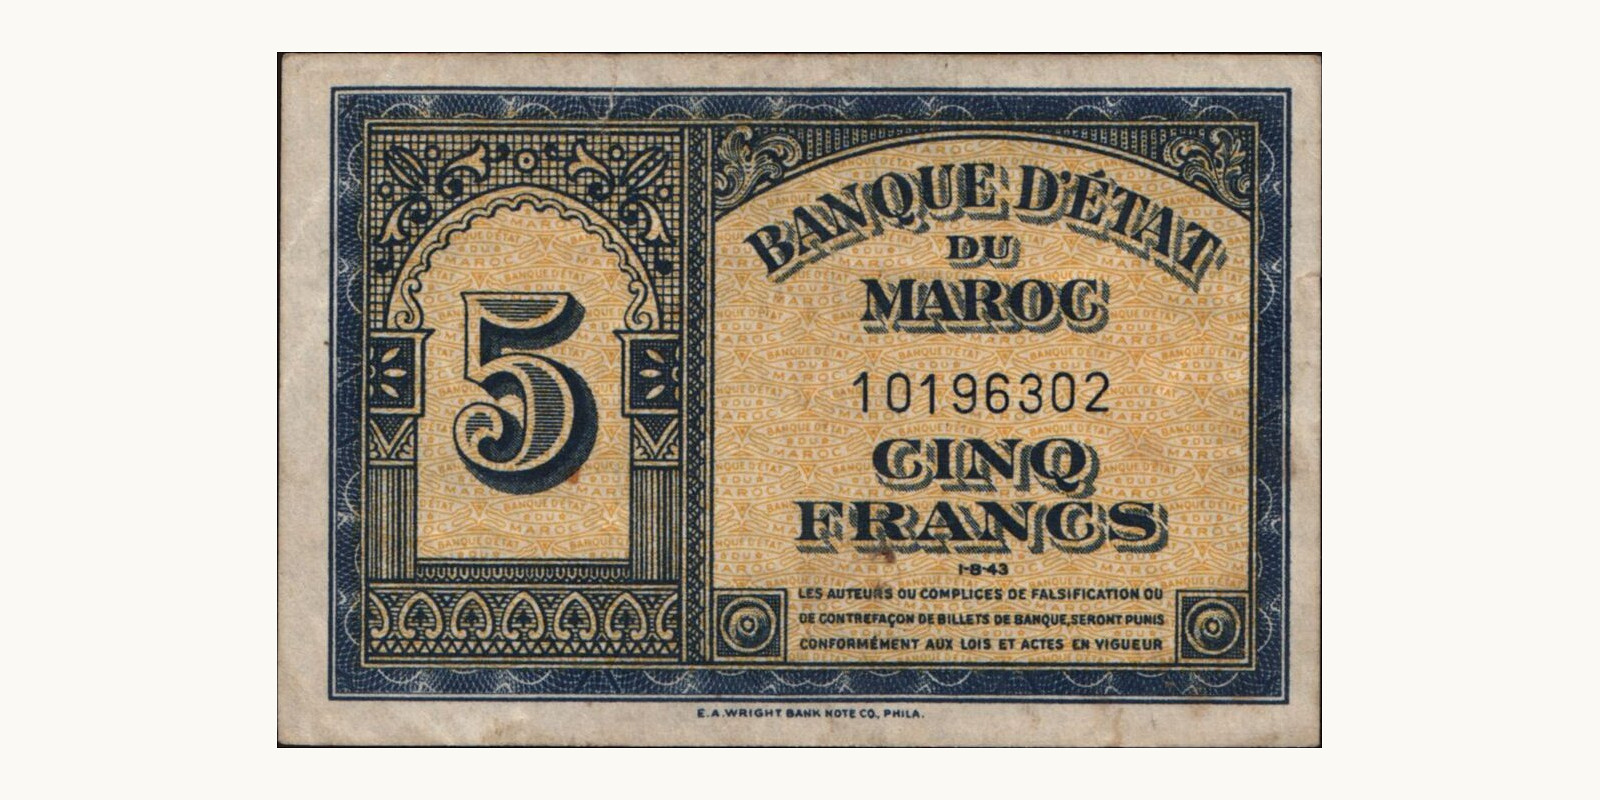 5
BANQUE D'ÉTAT
DU
MAROC
10196302
CINQ
FRANCS
1-8-43
LES AUTEURS OU COMPLICES DE FALSIFICATION OU
DE CONTREFAÇON DE BILLETS DE BANQUE, SERONT PUNIS
CONFORMÉMENT AUX LOIS ET ACTES EN VIGUEUR
E.A.WRIGHT BANK NOTE CO., PHILA.